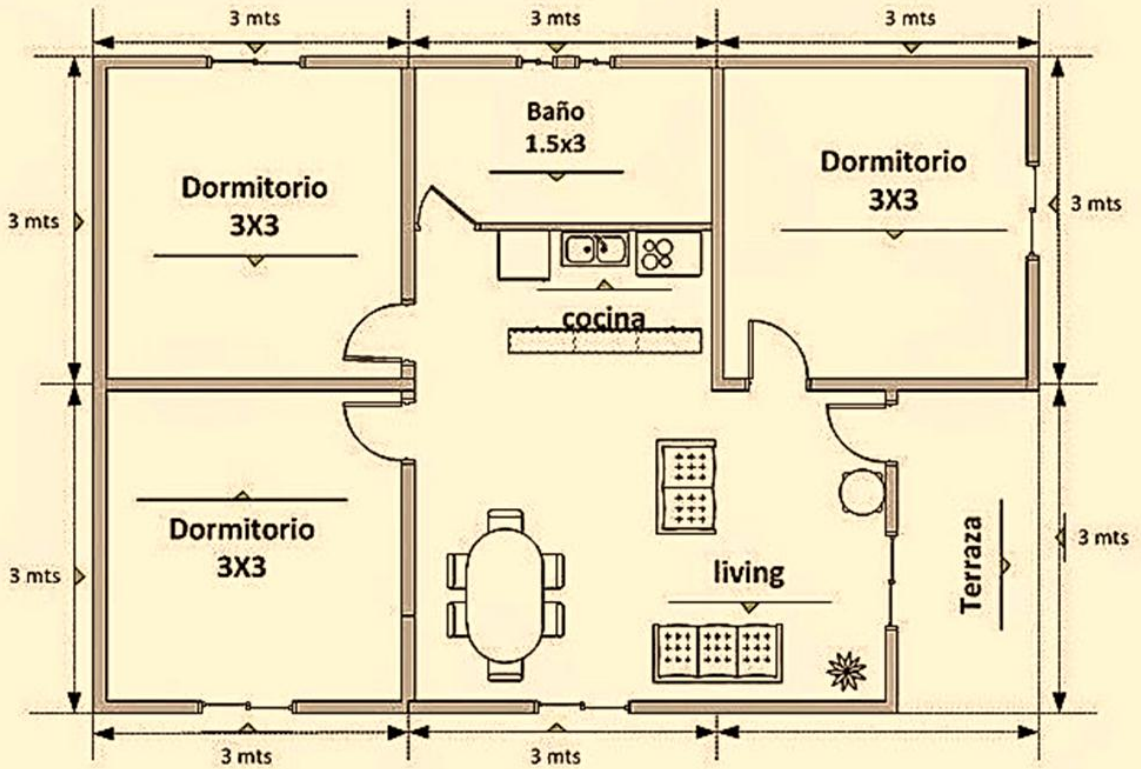 3 mts
3 mts
3 mts
Baño
1.5x3
Dormitorio
3X3
Dormitorio
3X3
3 mts
3 mts
cocina
Dormitorio
3X3
living
Terraza
3 mts
3 mts
3 mts
3 mts